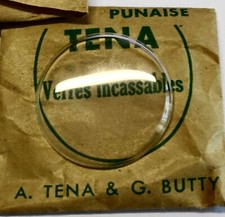 PUNAISE
TENA
Verres incassables
A. TENA & G. BUTTY